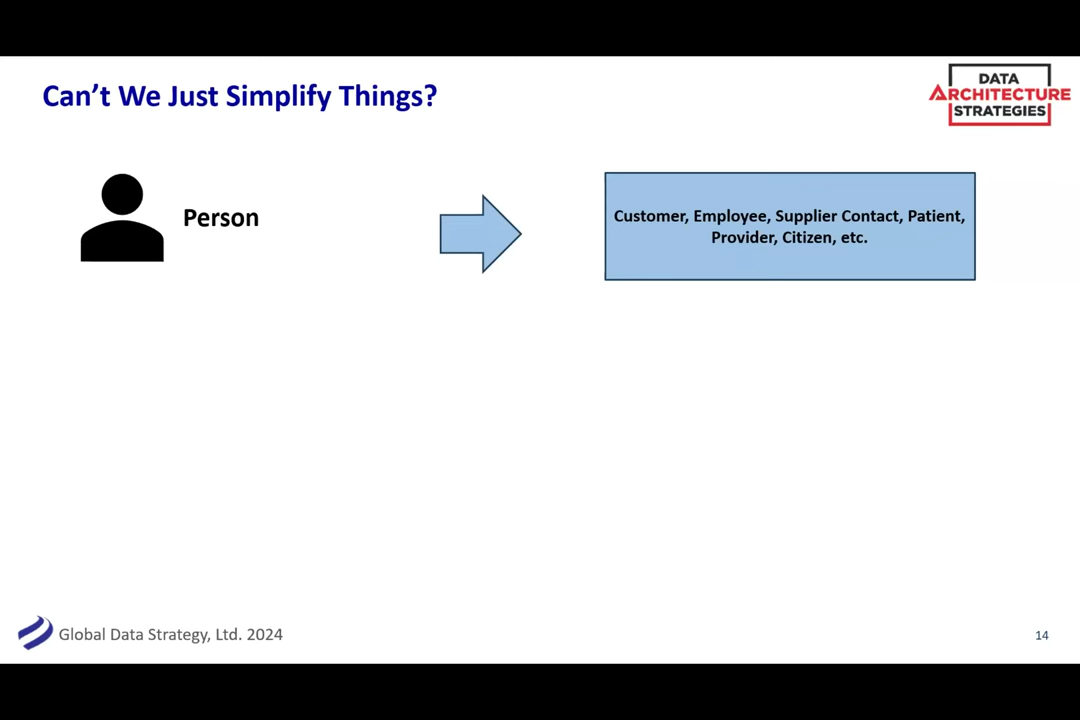 Can't We Just Simplify Things?
DATA
ARCHITECTURE
STRATEGIES
Person
Customer, Employee, Supplier Contact, Patient,
Provider, Citizen, etc.
Global Data Strategy, Ltd. 2024
14